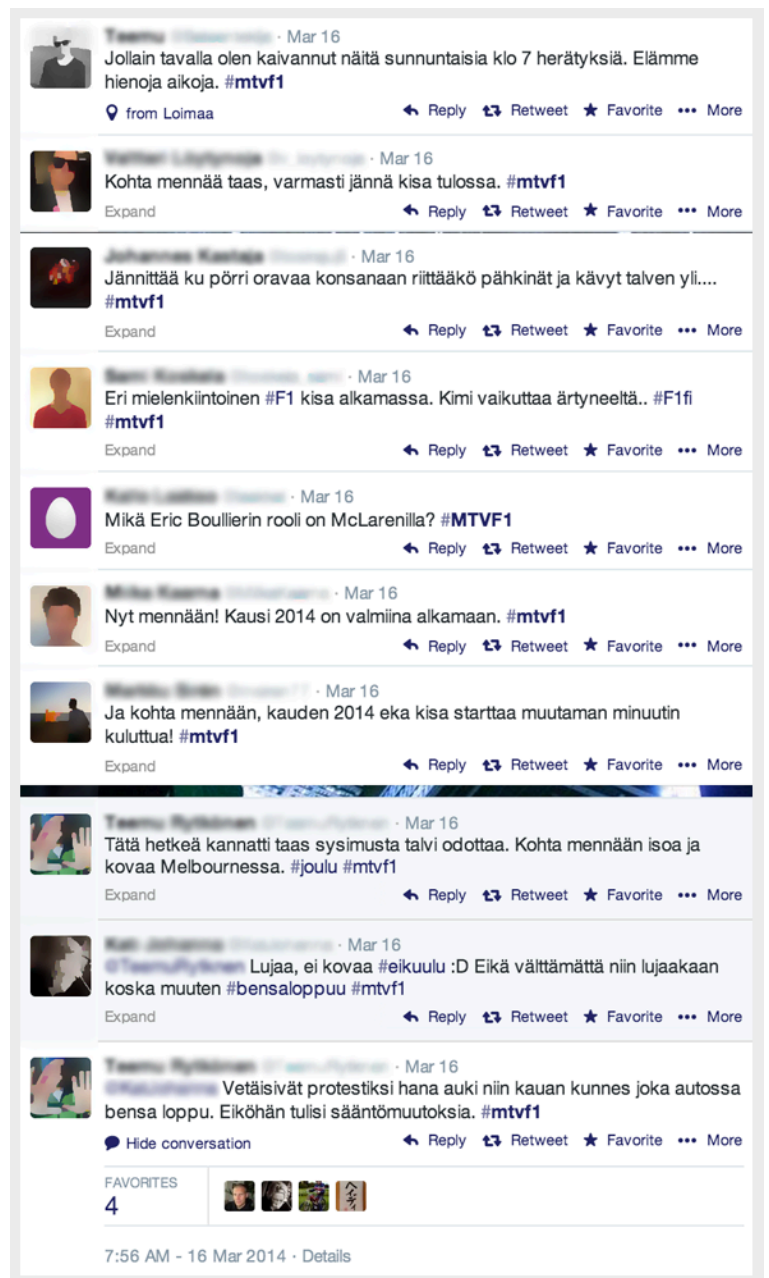 · Mar 16
Jollain tavalla olen kaivannut näitä sunnuntaisia klo 7 herätyksiä. Elämme
hienoja aikoja. #mtvf1
from Loimaa Reply Retweet Favorite ••• More
· Mar 16
Kohta mennää taas, varmasti jännä kisa tulossa. #mtvf1
Expand Reply Retweet Favorite ••• More
· Mar 16
Jännittää ku pörri oravaa konsanaan riittääkö pähkinät ja kävyt talven yli....
#mtvf1
Expand Reply Retweet Favorite ••• More
· Mar 16
Eri mielenkiintoinen #F1 kisa alkamassa. Kimi vaikuttaa ärtyneeltä.. #F1fi
#mtvf1
Expand Reply Retweet Favorite ••• More
· Mar 16
Mikä Eric Boullierin rooli on McLarenilla? #MTVF1
Expand Reply Retweet Favorite ••• More
· Mar 16
Nyt mennään! Kausi 2014 on valmiina alkamaan. #mtvf1
Expand Reply Retweet Favorite ••• More
· Mar 16
Ja kohta mennään, kauden 2014 eka kisa starttaa muutaman minuutin
kuluttua! #mtvf1
Expand Reply Retweet Favorite ••• More
· Mar 16
Tätä hetkeä kannatti taas sysimusta talvi odottaa. Kohta mennään isoa ja
kovaa Melbournessa. #joulu #mtvf1
Expand Reply Retweet Favorite ••• More
· Mar 16
Lujaa, ei kovaa #eikuulu :D Eikä välttämättä niin lujaakaan
koska muuten #bensaloppuu #mtvf1
Expand Reply Retweet Favorite ••• More
· Mar 16
Vetäisivät protestiksi hana auki niin kauan kunnes joka autossa
bensa loppu. Eiköhän tulisi sääntömuutoksia. #mtvf1
Hide conversation Reply Retweet Favorite ••• More
FAVORITES
4
7:56 AM - 16 Mar 2014 · Details